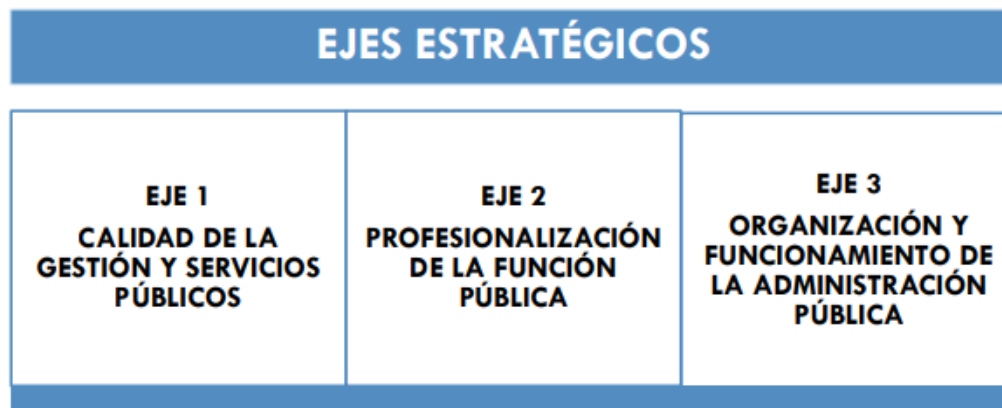 EJES ESTRATÉGICOS
EJE 1
CALIDAD DE LA
GESTIÓN Y SERVICIOS
PÚBLICOS
EJE 2
PROFESIONALIZACIÓN
DE LA FUNCIÓN
PÚBLICA
EJE 3
ORGANIZACIÓN Y
FUNCIONAMIENTO DE
LA ADMINISTRACIÓN
PÚBLICA